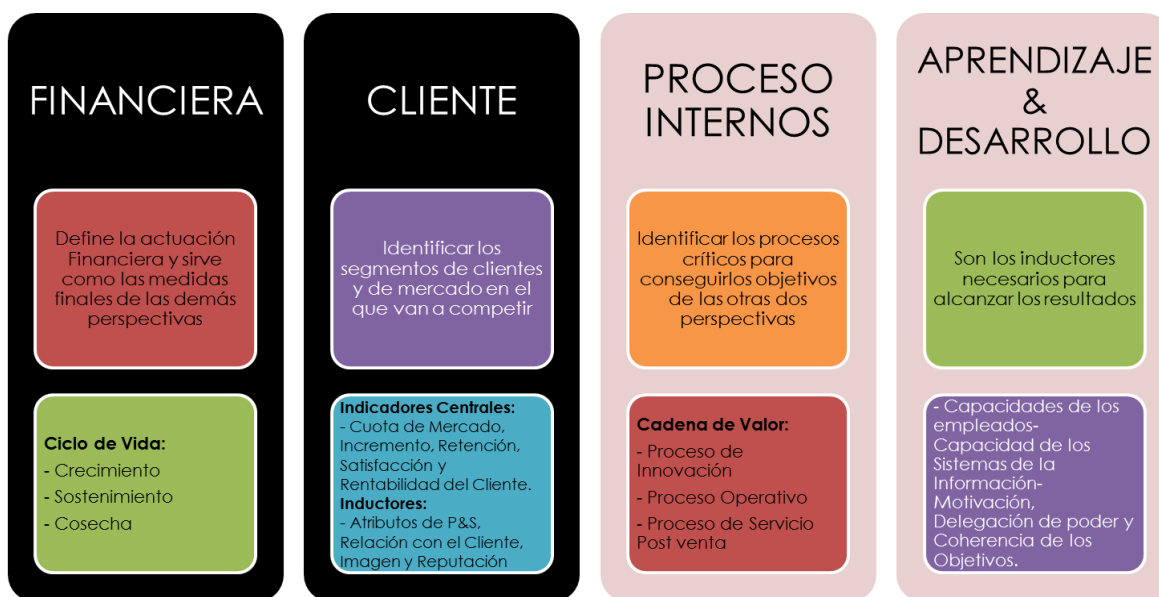 FINANCIERA
Define la actuación
Financiera y sirve
como las medidas
finales de las demás
perspectivas
Ciclo de Vida:
- Crecimiento
- Sostenimiento
- Cosecha
CLIENTE
Identificar los
segmentos de clientes
y de mercado en el
que van a competir
Indicadores Centrales:
- Cuota de Mercado,
Incremento, Retención,
Satisfacción y
Rentabilidad del Cliente.
Inductores:
- Atributos de P&S,
Relación con el Cliente,
Imagen y Reputación
PROCESO
INTERNOS
Identificar los procesos
críticos para
conseguirlos objetivos
de las otras dos
perspectivas
Cadena de Valor:
- Proceso de
Innovación
- Proceso Operativo
- Proceso de Servicio
Post venta
APRENDIZAJE
&
DESARROLLO
Son los inductores
necesarios para
alcanzar los resultados
- Capacidades de los
empleados-
Capacidad de los
Sistemas de la
Información-
Motivación,
Delegación de poder y
Coherencia de los
Objetivos.